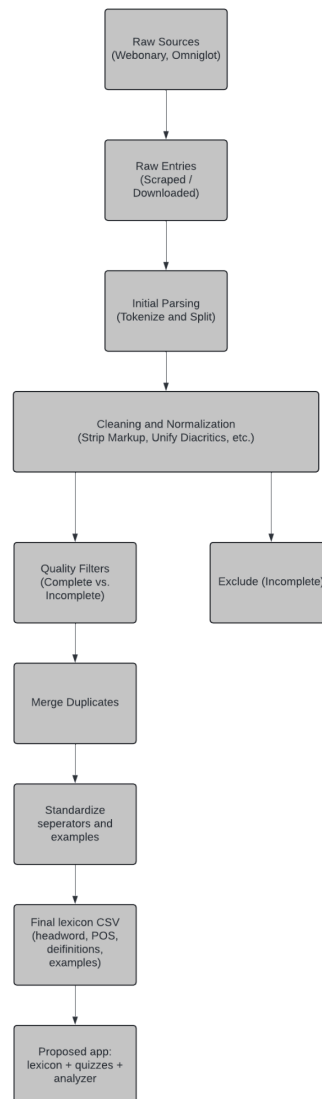 Raw Sources
(Webonary, Omniglot)
Raw Entries
(Scraped /
Downloaded)
Initial Parsing
(Tokenize and Split)
Cleaning and Normalization
(Strip Markup, Unify Diacritics, etc.)
Quality Filters
(Complete vs.
Incomplete)
Exclude (Incomplete)
Merge Duplicates
Standardize
seperators and
examples
Final lexicon CSV
(headword, POS,
deifinitions,
examples)
Proposed app:
lexicon + quizzes +
analyzer